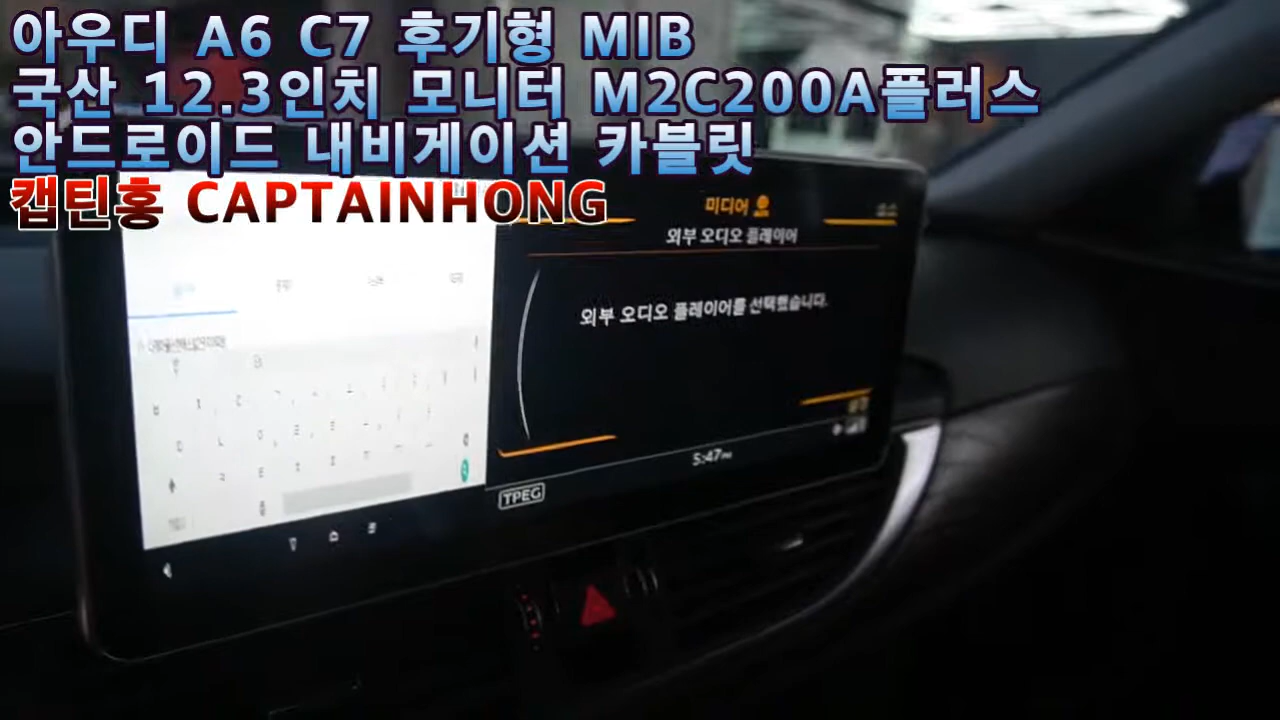 아우디 A6 C7 후기형 MIB
국산 12.3인치 모니터 M2C200A플러스
안드로이드 내비게이션 카블릿
캡틴홍 CAPTAINHONG
미디어
외부 오디오 플레이어
외부 오디오 플레이어를 선택했습니다.
5:47PM
TPEG